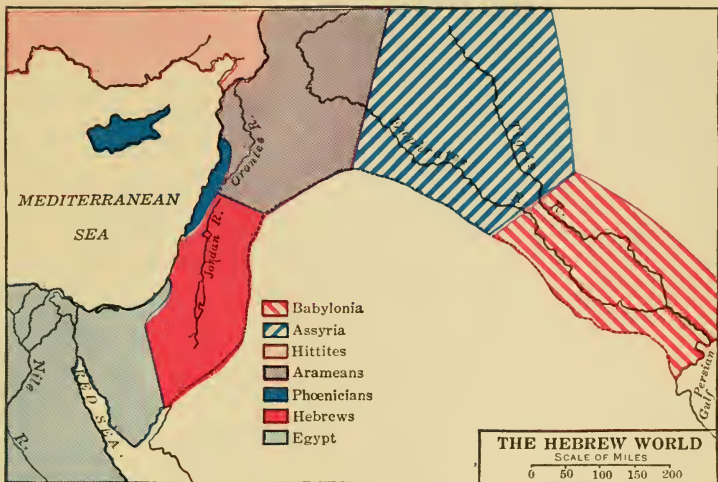 MEDITERRANEAN
SEA
Orontes R.
Euphrates R.
Tigris R.
Jordan R.
Nile
R.
RED SEA
Persian
Gulf
Babylonia
Assyria
Hittites
Arameans
Phœnicians
Hebrews
Egypt
THE HEBREW WORLD
SCALE OF MILES
0 50 100 150 200